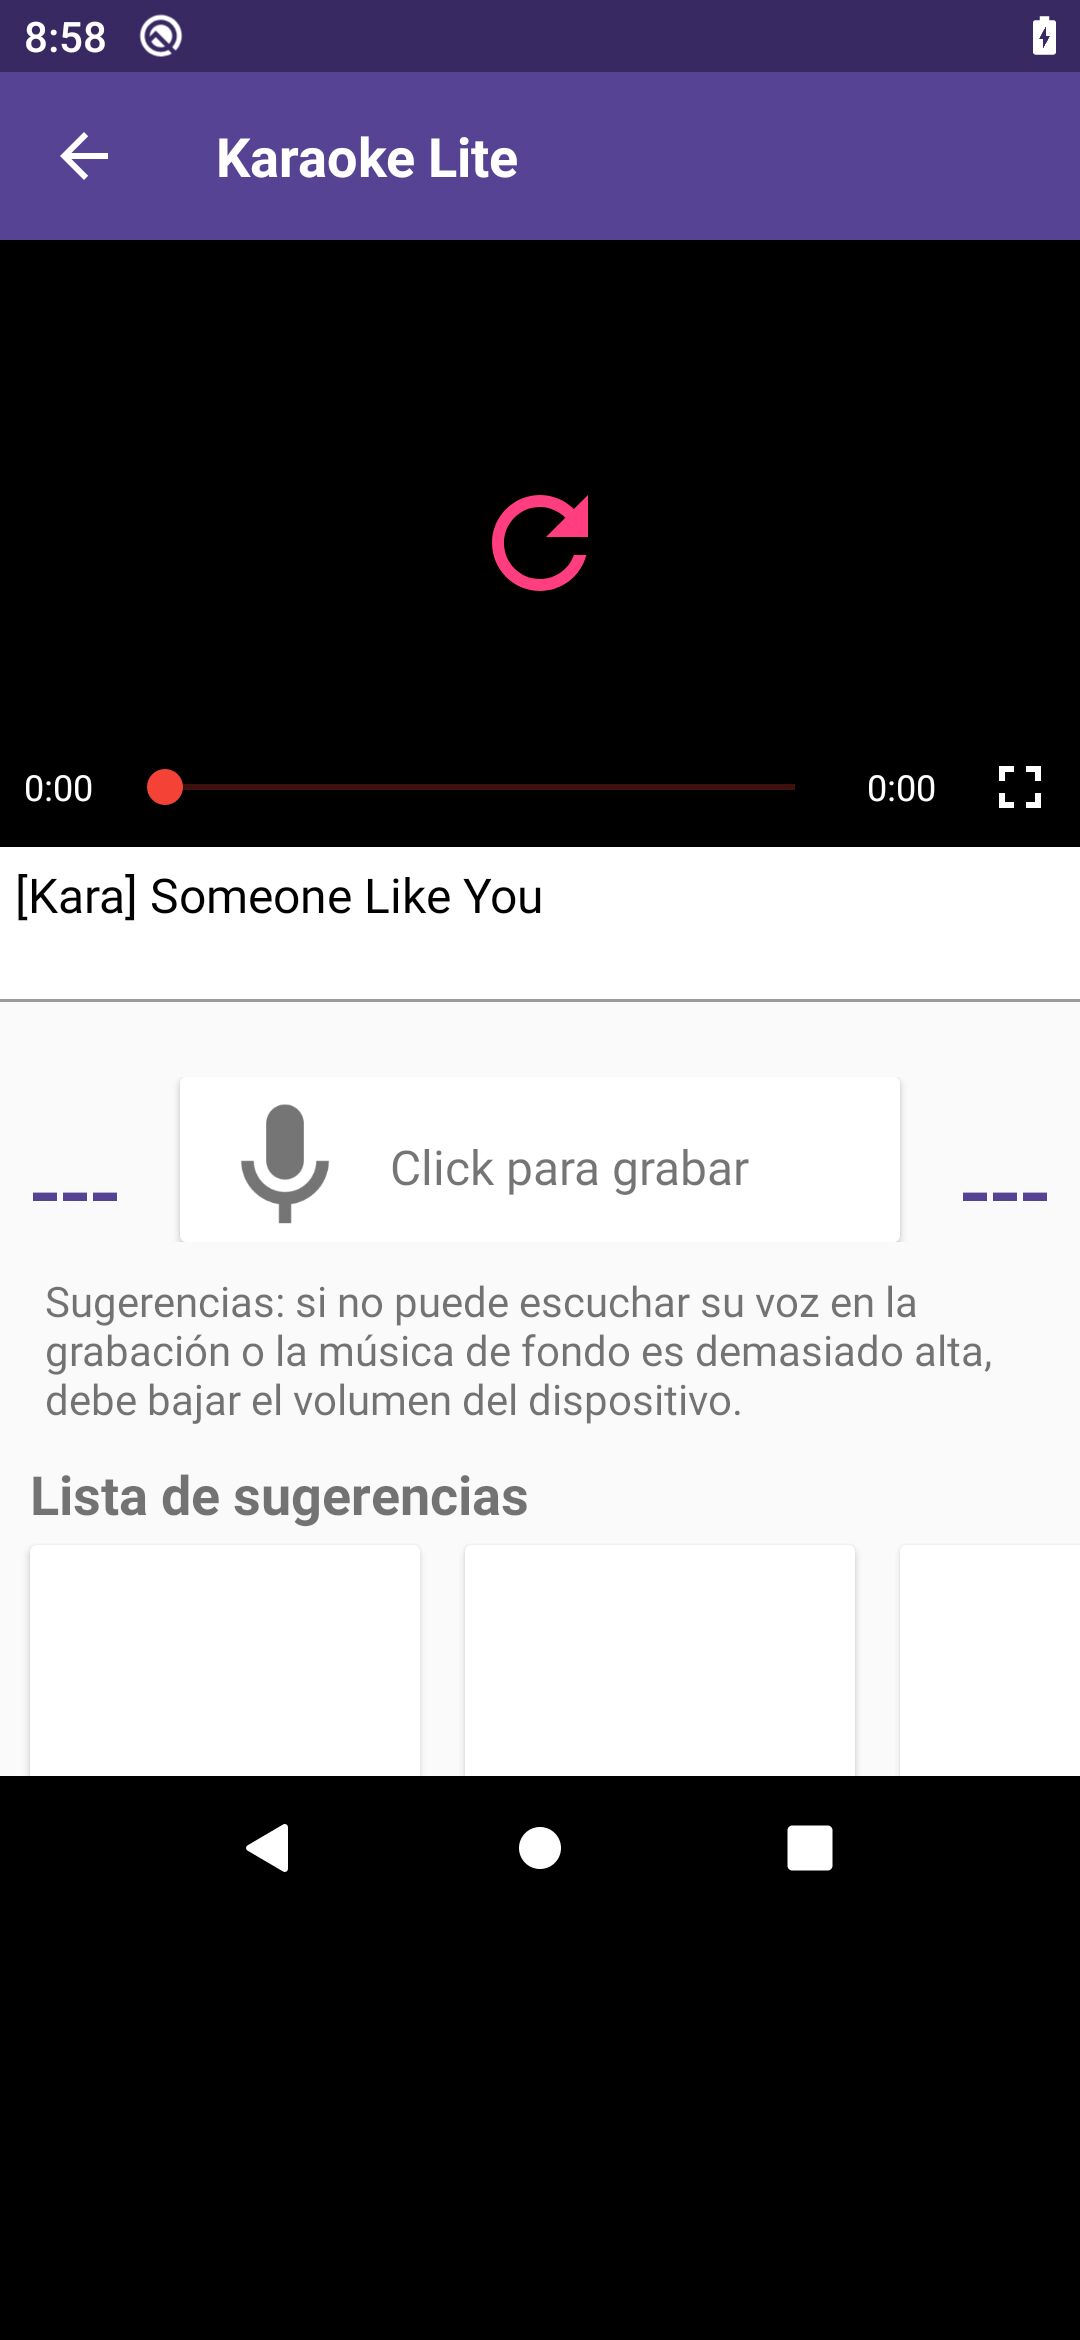 8:58
Karaoke Lite
0:00
0:00
[Kara] Someone Like You
---
Click para grabar
---
Sugerencias: si no puede escuchar su voz en la
grabación o la música de fondo es demasiado alta,
debe bajar el volumen del dispositivo.
Lista de sugerencias